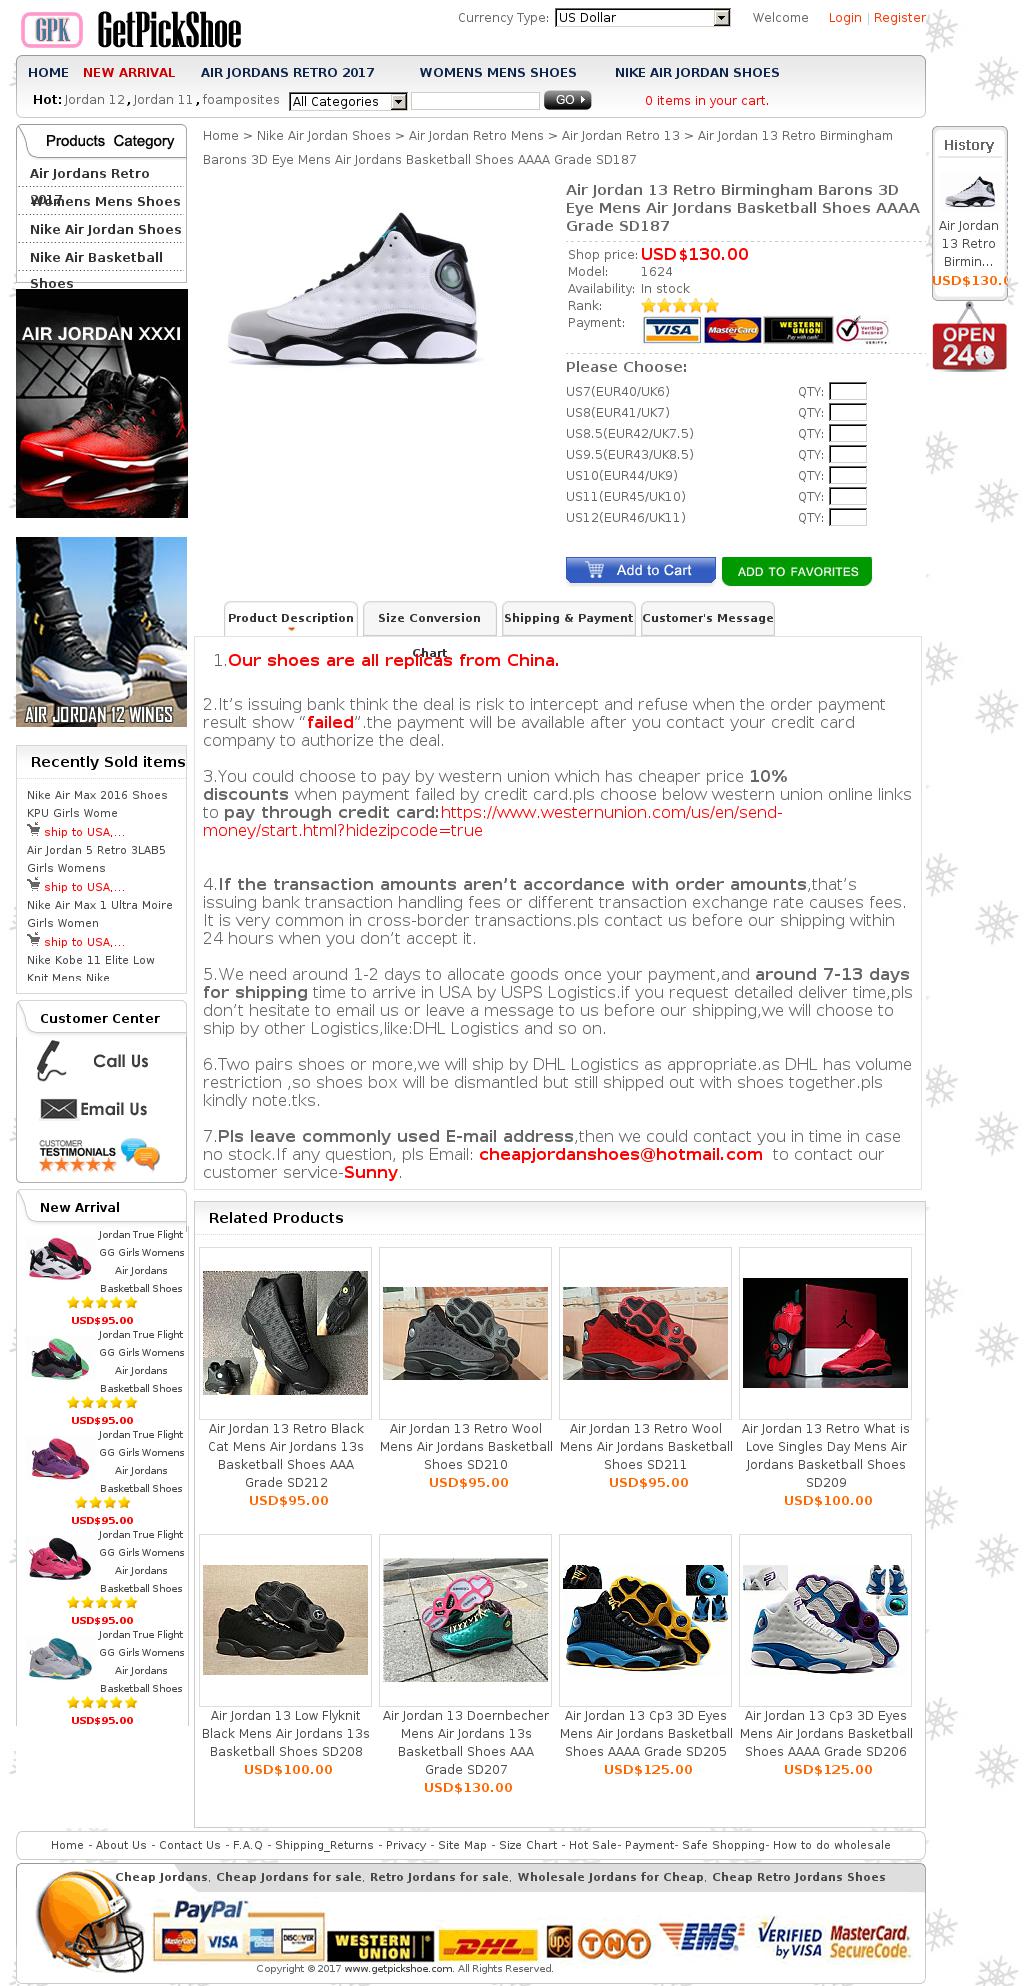 GPK GetPickShoe
Currency Type: US Dollar Welcome Login | Register
HOME NEW ARRIVAL AIR JORDANS RETRO 2017 WOMENS MENS SHOES NIKE AIR JORDAN SHOES
Hot: Jordan 12, Jordan 11, foamposites All Categories GO 0 items in your cart.
Products Category
Air Jordans Retro
2017
Womens Mens Shoes
Nike Air Jordan Shoes
Nike Air Basketball
Shoes
AIR JORDAN XXXI
AIR JORDAN 12 WINGS
Recently Sold items
Nike Air Max 2016 Shoes
KPU Girls Wome
ship to USA,...
Air Jordan 5 Retro 3LAB5
Girls Womens
ship to USA,...
Nike Air Max 1 Ultra Moire
Girls Women
ship to USA,...
Nike Kobe 11 Elite Low
Knit Mens Nike
Customer Center
Call Us
Email Us
CUSTOMER
TESTIMONIALS
New Arrival
Jordan True Flight
GG Girls Womens
Air Jordans
Basketball Shoes
USD$95.00
Jordan True Flight
GG Girls Womens
Air Jordans
Basketball Shoes
USD$95.00
Jordan True Flight
GG Girls Womens
Air Jordans
Basketball Shoes
USD$95.00
Jordan True Flight
GG Girls Womens
Air Jordans
Basketball Shoes
USD$95.00
Jordan True Flight
GG Girls Womens
Air Jordans
Basketball Shoes
USD$95.00
Home > Nike Air Jordan Shoes > Air Jordan Retro Mens > Air Jordan Retro 13 > Air Jordan 13 Retro Birmingham
Barons 3D Eye Mens Air Jordans Basketball Shoes AAAA Grade SD187
Air Jordan 13 Retro Birmingham Barons 3D
Eye Mens Air Jordans Basketball Shoes AAAA
Grade SD187
Shop price: USD$130.00
Model: 1624
Availability: In stock
Rank:
Payment: VISA MasterCard WESTERN UNION Pay with cash! VeriSign Secured VERIFY
Please Choose:
US7(EUR40/UK6) QTY:
US8(EUR41/UK7) QTY:
US8.5(EUR42/UK7.5) QTY:
US9.5(EUR43/UK8.5) QTY:
US10(EUR44/UK9) QTY:
US11(EUR45/UK10) QTY:
US12(EUR46/UK11) QTY:
Add to Cart ADD TO FAVORITES
History
Air Jordan
13 Retro
Birmin...
USD$130.0
OPEN
24
Product Description Size Conversion Shipping & Payment Customer's Message
Chart
1.Our shoes are all replicas from China.
2.It’s issuing bank think the deal is risk to intercept and refuse when the order payment
result show “failed”.the payment will be available after you contact your credit card
company to authorize the deal.
3.You could choose to pay by western union which has cheaper price 10%
discounts when payment failed by credit card.pls choose below western union online links
to pay through credit card:https://www.westernunion.com/us/en/send-
money/start.html?hidezipcode=true
4.If the transaction amounts aren’t accordance with order amounts,that’s
issuing bank transaction handling fees or different transaction exchange rate causes fees.
It is very common in cross-border transactions.pls contact us before our shipping within
24 hours when you don’t accept it.
5.We need around 1-2 days to allocate goods once your payment,and around 7-13 days
for shipping time to arrive in USA by USPS Logistics.if you request detailed deliver time,pls
don’t hesitate to email us or leave a message to us before our shipping,we will choose to
ship by other Logistics,like:DHL Logistics and so on.
6.Two pairs shoes or more,we will ship by DHL Logistics as appropriate.as DHL has volume
restriction ,so shoes box will be dismantled but still shipped out with shoes together.pls
kindly note.tks.
7.Pls leave commonly used E-mail address,then we could contact you in time in case
no stock.If any question, pls Email: cheapjordanshoes@hotmail.com to contact our
customer service-Sunny.
Related Products
Air Jordan 13 Retro Black
Cat Mens Air Jordans 13s
Basketball Shoes AAA
Grade SD212
USD$95.00
Air Jordan 13 Retro Wool
Mens Air Jordans Basketball
Shoes SD210
USD$95.00
Air Jordan 13 Retro Wool
Mens Air Jordans Basketball
Shoes SD211
USD$95.00
Air Jordan 13 Retro What is
Love Singles Day Mens Air
Jordans Basketball Shoes
SD209
USD$100.00
Air Jordan 13 Low Flyknit
Black Mens Air Jordans 13s
Basketball Shoes SD208
USD$100.00
Air Jordan 13 Doernbecher
Mens Air Jordans 13s
Basketball Shoes AAA
Grade SD207
USD$130.00
Air Jordan 13 Cp3 3D Eyes
Mens Air Jordans Basketball
Shoes AAAA Grade SD205
USD$125.00
Air Jordan 13 Cp3 3D Eyes
Mens Air Jordans Basketball
Shoes AAAA Grade SD206
USD$125.00
Home - About Us - Contact Us - F.A.Q - Shipping_Returns - Privacy - Site Map - Size Chart - Hot Sale- Payment- Safe Shopping- How to do wholesale
Cheap Jordans, Cheap Jordans for sale, Retro Jordans for sale, Wholesale Jordans for Cheap, Cheap Retro Jordans Shoes
PayPal
MasterCard VISA DISCOVER WESTERN UNION DHL ups TNT EMS VERIFIED by VISA MasterCard. SecureCode.
Copyright © 2017 www.getpickshoe.com. All Rights Reserved.